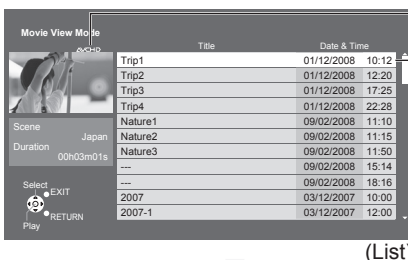 Movie View Mode
AVCHD
Title Date & Time
Trip1 01/12/2008 10:12
Trip2 01/12/2008 12:20
Trip3 01/12/2008 17:25
Trip4 01/12/2008 22:28
Nature1 09/02/2008 11:10
Nature2 09/02/2008 11:15
Nature3 09/02/2008 11:50
--- 09/02/2008 15:14
--- 09/02/2008 18:16
2007 03/12/2007 10:00
2007-1 03/12/2007 12:00
Scene
Japan
Duration
00h03m01s
Select
EXIT
RETURN
Play
(List